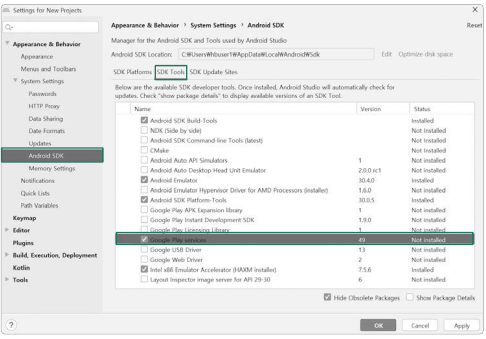 Settings for New Projects
Appearance & Behavior › System Settings › Android SDK
Reset
Manager for the Android SDK and Tools used by Android Studio
Android SDK Location: C:₩Users₩hbuser1₩AppData₩Local₩Android₩Sdk
Edit Optimize disk space
SDK Platforms SDK Tools SDK Update Sites
Below are the available SDK developer tools. Once installed, Android Studio will automatically check for
updates. Check "show package details" to display available versions of an SDK Tool.
Appearance & Behavior
Appearance
Menus and Toolbars
System Settings
Passwords
HTTP Proxy
Data Sharing
Date Formats
Updates
Android SDK
Memory Settings
Notifications
Quick Lists
Path Variables
Keymap
Editor
Plugins
Build, Execution, Deployment
Kotlin
Tools
Name Version Status
Android SDK Build-Tools Installed
NDK (Side by side) Not Installed
Android SDK Command-line Tools (latest) Not Installed
CMake Not Installed
Android Auto API Simulators 1 Not installed
Android Auto Desktop Head Unit Emulator 2.0.0 rc1 Not installed
Android Emulator 30.4.0 Installed
Android Emulator Hypervisor Driver for AMD Processors (installer) 1.6.0 Not installed
Android SDK Platform-Tools 30.0.5 Installed
Google Play APK Expansion library 1 Not installed
Google Play Instant Development SDK 1.9.0 Not installed
Google Play Licensing Library 1 Not installed
Google Play services 49 Not installed
Google USB Driver 13 Not installed
Google Web Driver 2 Not installed
Intel x86 Emulator Accelerator (HAXM installer) 7.5.6 Installed
Layout Inspector image server for API 29-30 6 Not installed
Hide Obsolete Packages Show Package Details
?
OK Cancel Apply